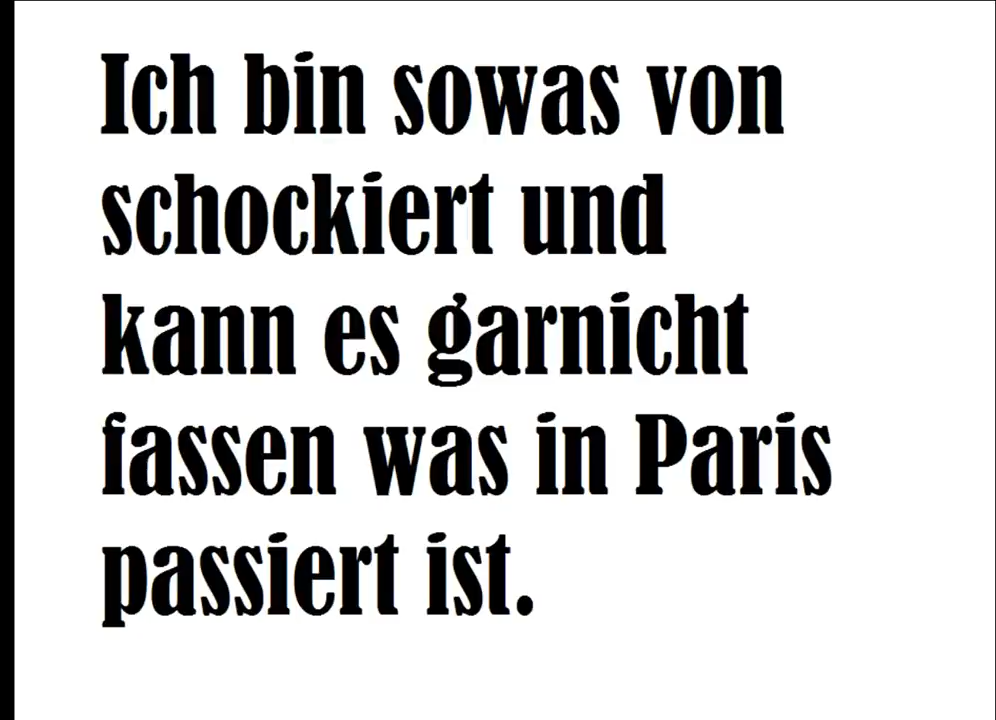 Ich bin sowas von
schockiert und
kann es garnicht
fassen was in Paris
passiert ist.